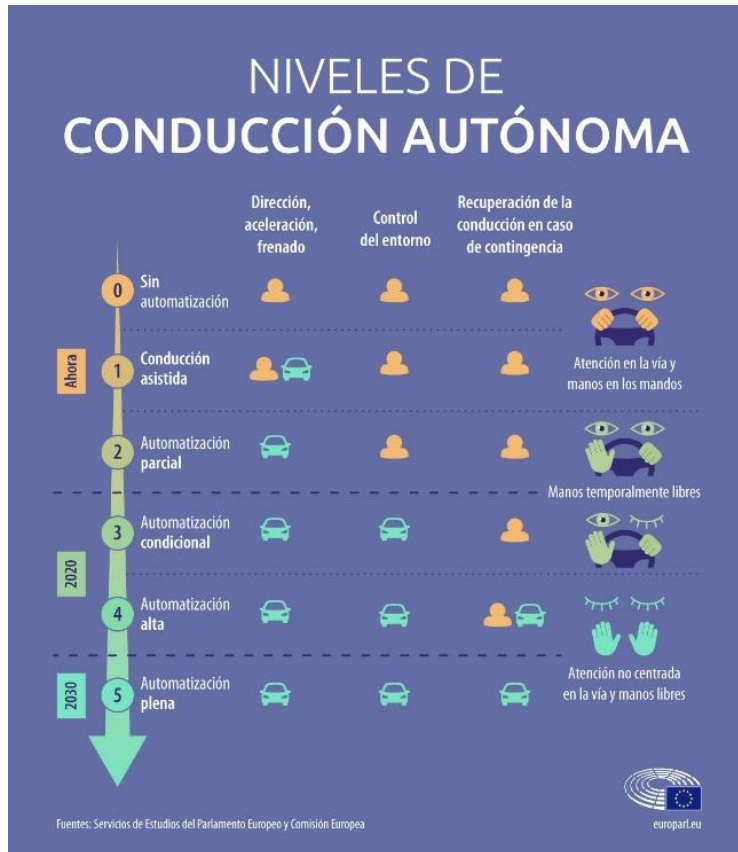 NIVELES DE
CONDUCCIÓN AUTÓNOMA
Dirección,
aceleración,
frenado
Control
del entorno
Recuperación de la
conducción en caso
de contingencia
0
Sin
automatización
Ahora
1
Conducción
asistida
Atención en la vía y
manos en los mandos
2
Automatización
parcial
Manos temporalmente libres
3
Automatización
condicional
2020
4
Automatización
alta
Atención no centrada
en la vía y manos libres
2030
5
Automatización
plena
Fuentes: Servicios de Estudios del Parlamento Europeo y Comisión Europea
europarl.eu